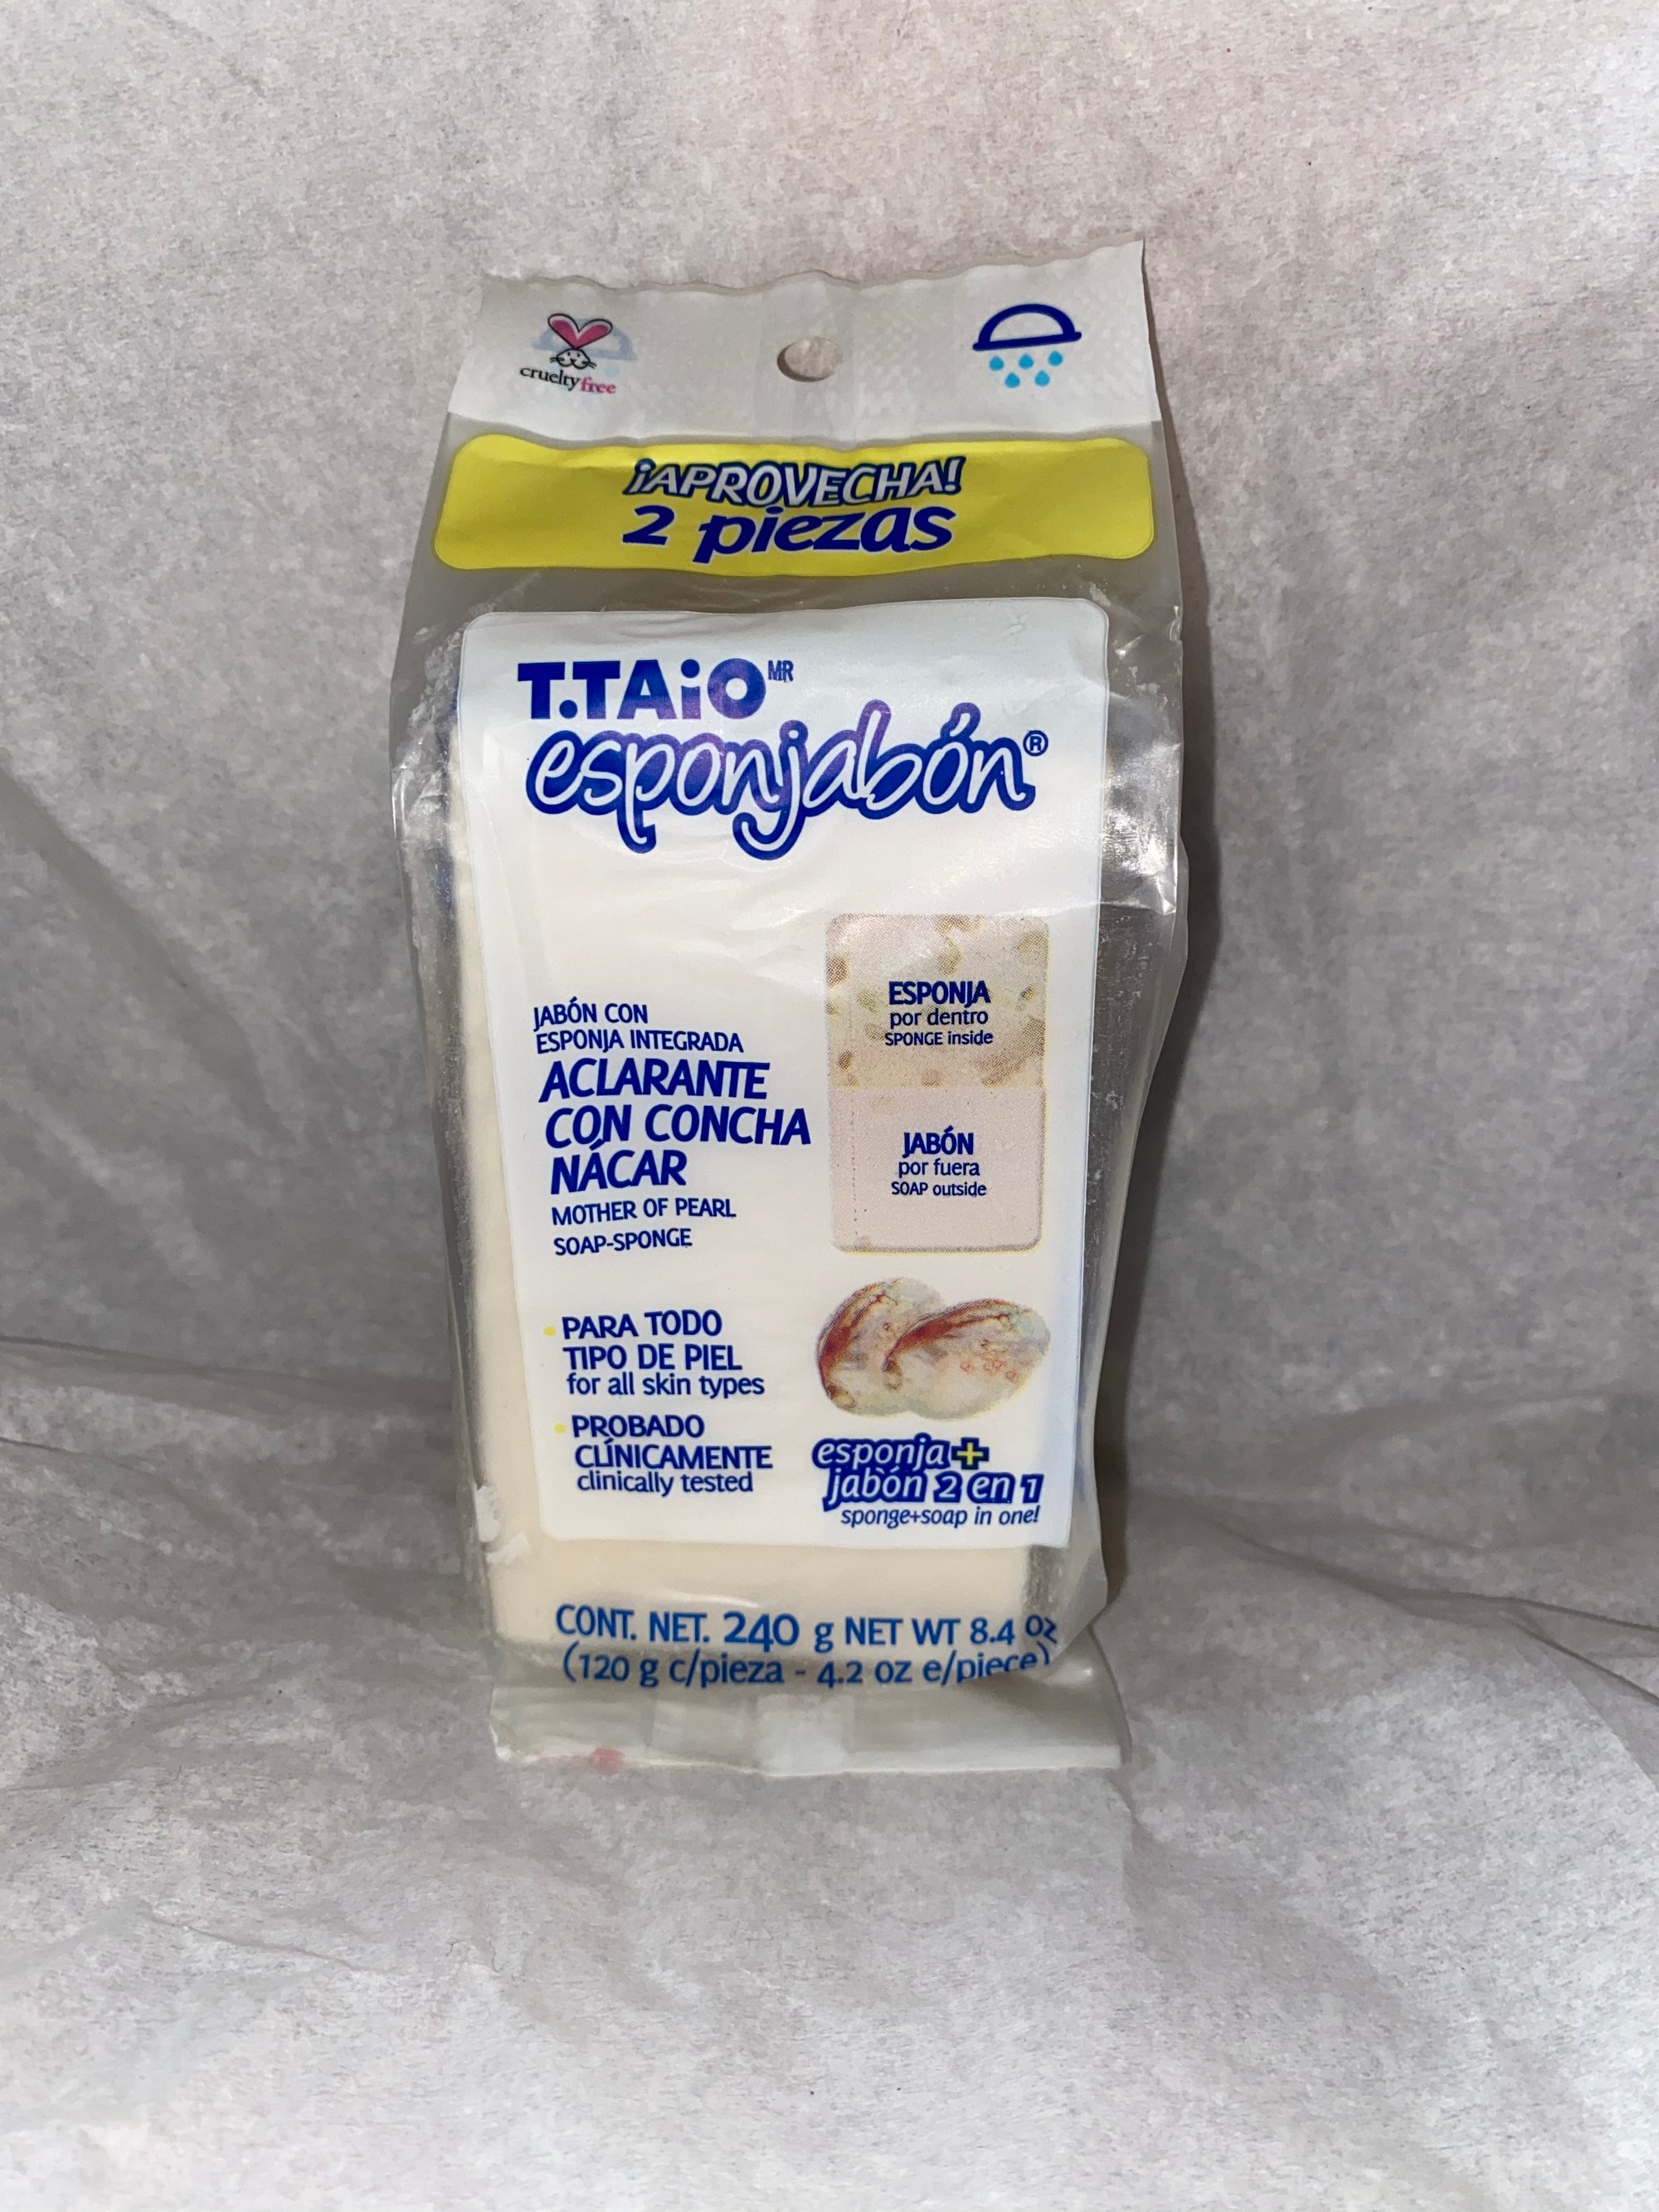 crueltyfree
¡APROVECHA!
2 piezas
T.TAiO MR
esponjabón®
ESPONJA
por dentro
SPONGE inside
JABÓN
por fuera
SOAP outside
JABÓN CON
ESPONJA INTEGRADA
ACLARANTE
CON CONCHA
NÁCAR
MOTHER OF PEARL
SOAP-SPONGE
PARA TODO
TIPO DE PIEL
for all skin types
PROBADO
CLÍNICAMENTE
clinically tested
esponja+
jabón 2 en 1
sponge+soap in one!
CONT. NET. 240 g NET WT 8.4 oz
(120 g c/pieza - 4.2 oz e/piece)